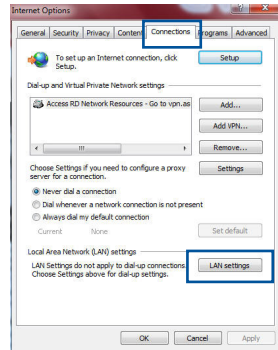 Internet Options
General Security Privacy Content Connections Programs Advanced
To set up an Internet connection, click
Setup.
Setup
Dial-up and Virtual Private Network settings
Access RD Network Resources - Go to vpn.as
Add...
Add VPN...
Remove...
Choose Settings if you need to configure a proxy
server for a connection.
Settings
Never dial a connection
Dial whenever a network connection is not present
Always dial my default connection
Current None
Set default
Local Area Network (LAN) settings
LAN Settings do not apply to dial-up connections.
Choose Settings above for dial-up settings.
LAN settings
OK Cancel Apply